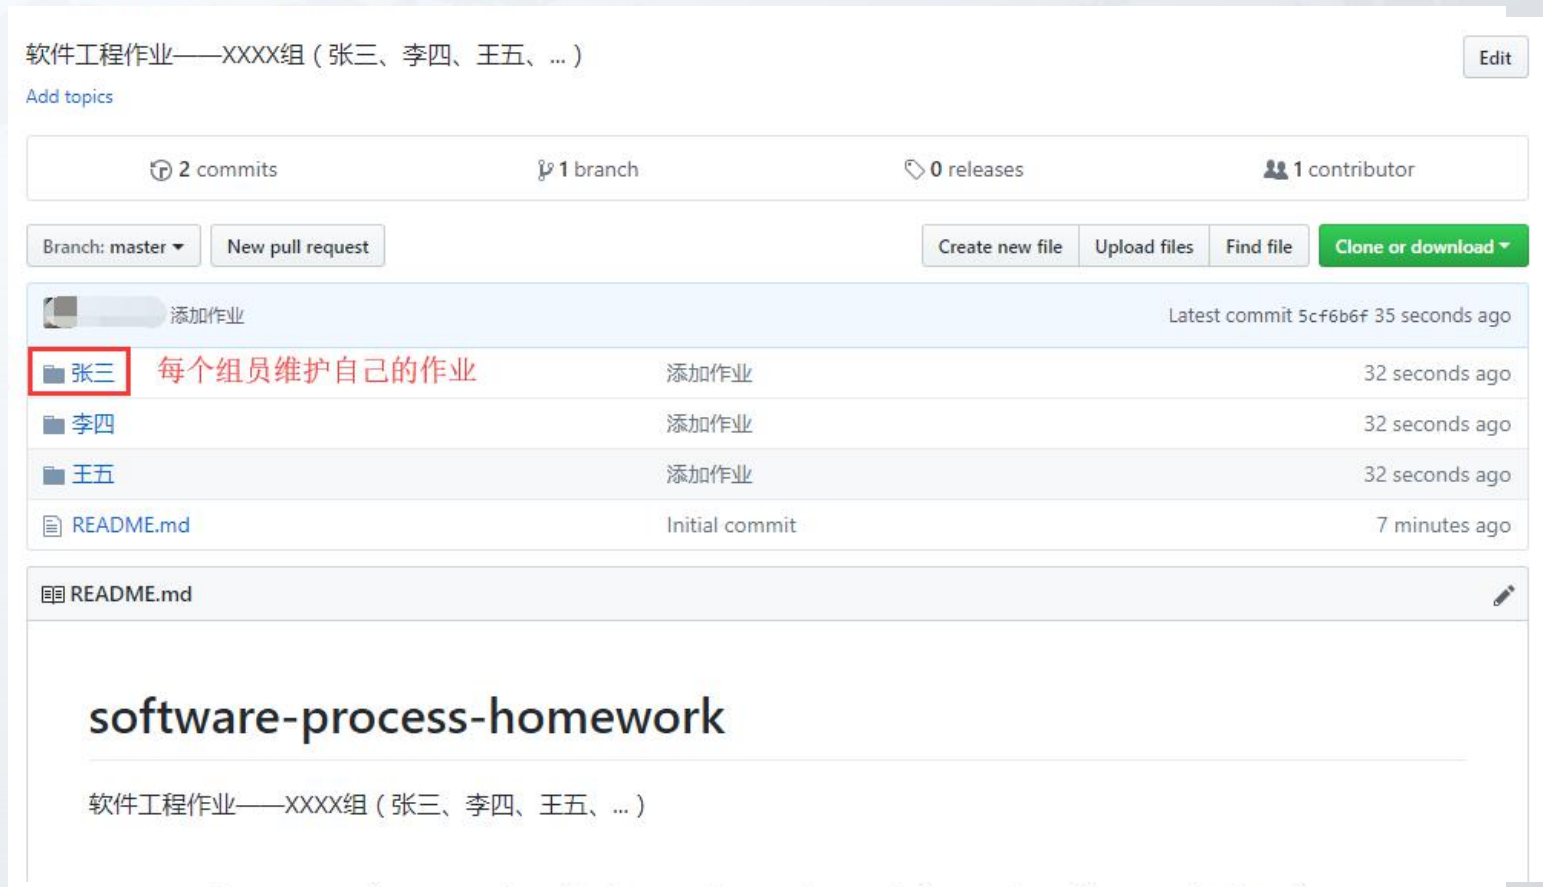 软件工程作业——XXXX组（张三、李四、王五、...）
Edit
Add topics
2 commits
1 branch
0 releases
1 contributor
Branch: master
New pull request
Create new file
Upload files
Find file
Clone or download
添加作业
Latest commit 5cf6b6f 35 seconds ago
张三
每个组员维护自己的作业
添加作业
32 seconds ago
李四
添加作业
32 seconds ago
王五
添加作业
32 seconds ago
README.md
Initial commit
7 minutes ago
README.md
software-process-homework
软件工程作业——XXXX组（张三、李四、王五、...）